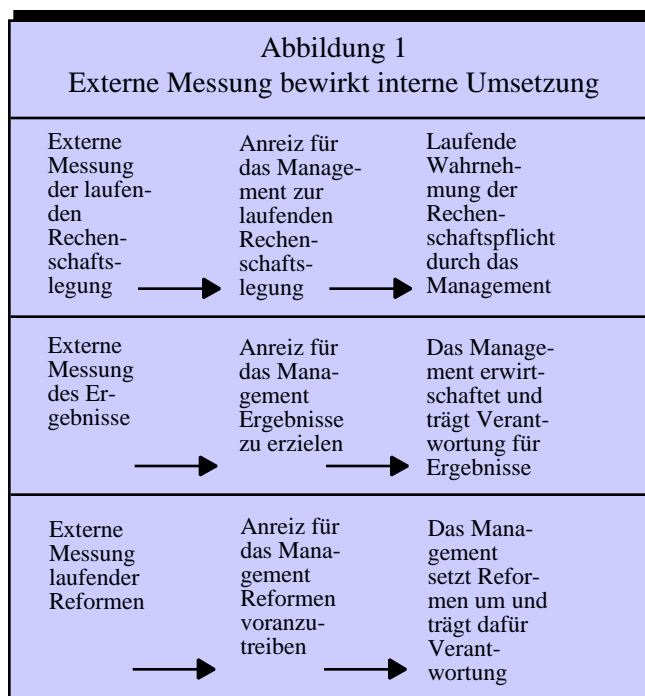 Abbildung 1
Externe Messung bewirkt interne Umsetzung
Externe
Messung
der laufen-
den
Rechen-
schafts-
legung
Anreiz für
das Manage-
ment zur
laufenden
Rechen-
schafts-
legung
Laufende
Wahrneh-
mung der
Rechen-
schaftspflicht
durch das
Management
Externe
Messung
des Er-
gebnisse
Anreiz für
das Mana-
gement
Ergebnisse
zu erzielen
Das Manage-
ment erwirt-
schaftet und
trägt Verant-
wortung für
Ergebnisse
Externe
Messung
laufender
Reformen
Anreiz für
das Mana-
gement
Reformen
voranzu-
treiben
Das Mana-
gement
setzt Refor-
men um und
trägt dafür
Verant-
wortung